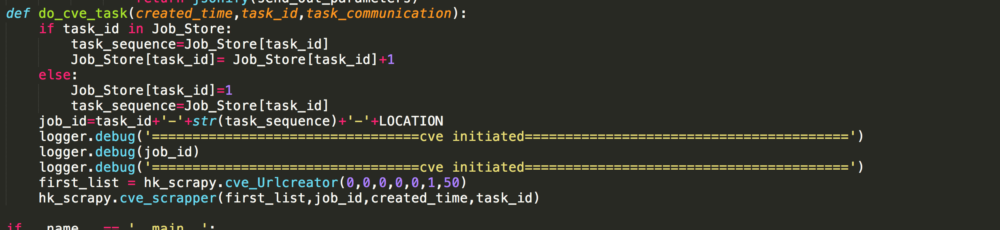 return jsonify(send_out_parameters)
def do_cve_task(created_time,task_id,task_communication):
    if task_id in Job_Store:
        task_sequence=Job_Store[task_id]
        Job_Store[task_id]= Job_Store[task_id]+1
    else:
        Job_Store[task_id]=1
        task_sequence=Job_Store[task_id]
    job_id=task_id+'-'+str(task_sequence)+'-'+LOCATION
    logger.debug('=================================cve initiated========================================')
    logger.debug(job_id)
    logger.debug('=================================cve initiated========================================')
    first_list = hk_scrapy.cve_Urlcreator(0,0,0,0,0,1,50)
    hk_scrapy.cve_scrapper(first_list,job_id,created_time,task_id)
if __name__ == '__main__':